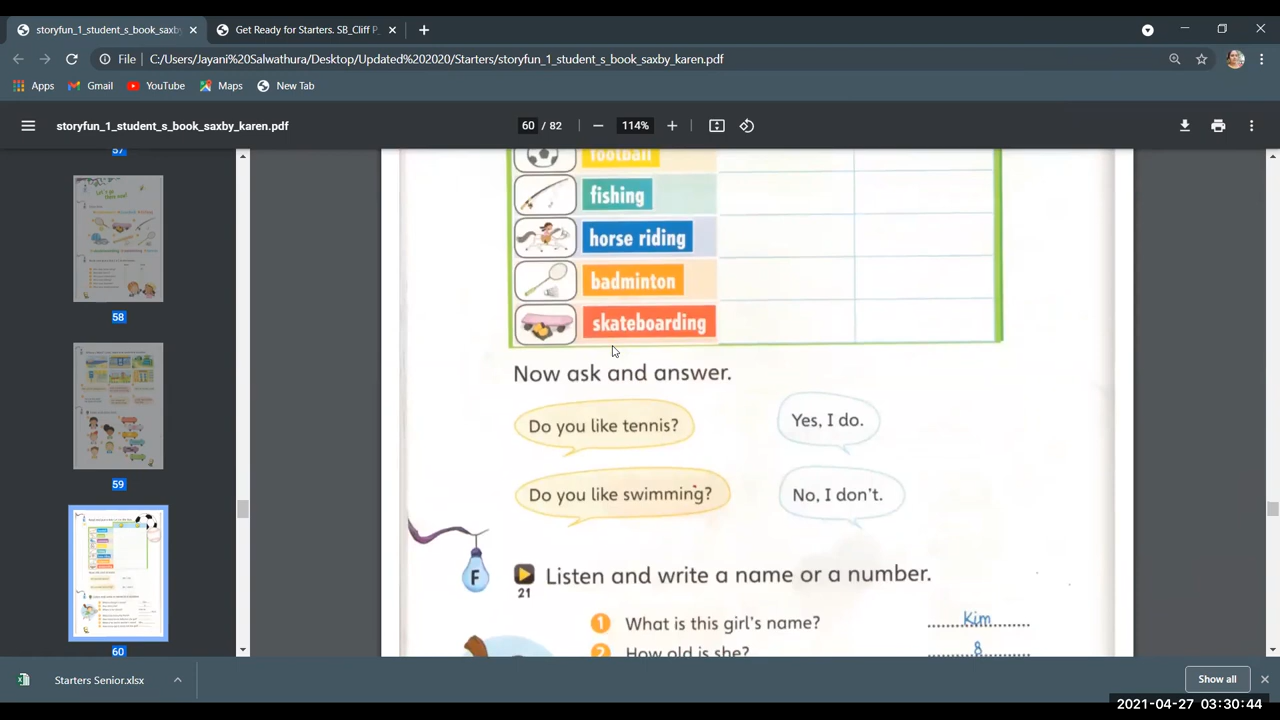 storyfun_1_student_s_book_saxb
Get Ready for Starters. SB_Cliff P
File
C:/Users/Jayani%20Salwathura/Desktop/Updated%202020/Starters/storyfun_1_student_s_book_saxby_karen.pdf
Apps
Gmail
YouTube
Maps
New Tab
storyfun_1_student_s_book_saxby_karen.pdf
60 / 82
114%
57
58
59
60
football
fishing
horse riding
badminton
skateboarding
Now ask and answer.
Do you like tennis?
Yes, I do.
Do you like swimming?
No, I don't.
F
21
Listen and write a name or a number.
1 What is this girl's name? Kim
2 How old is she? 8
Starters Senior.xlsx
Show all
2021-04-27 03:30:44